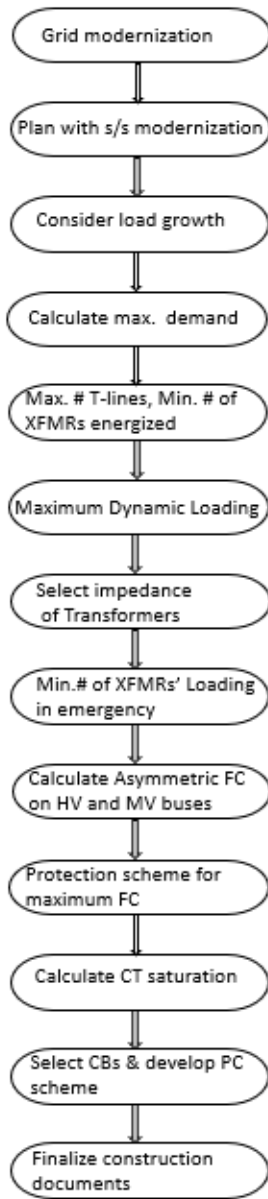 Grid modernization
Plan with s/s modernization
Consider load growth
Calculate max. demand
Max. # T-lines, Min. # of
XFMRs energized
Maximum Dynamic Loading
Select impedance
of Transformers
Min.# of XFMRs' Loading
in emergency
Calculate Asymmetric FC
on HV and MV buses
Protection scheme for
maximum FC
Calculate CT saturation
Select CBs & develop PC
scheme
Finalize construction
documents